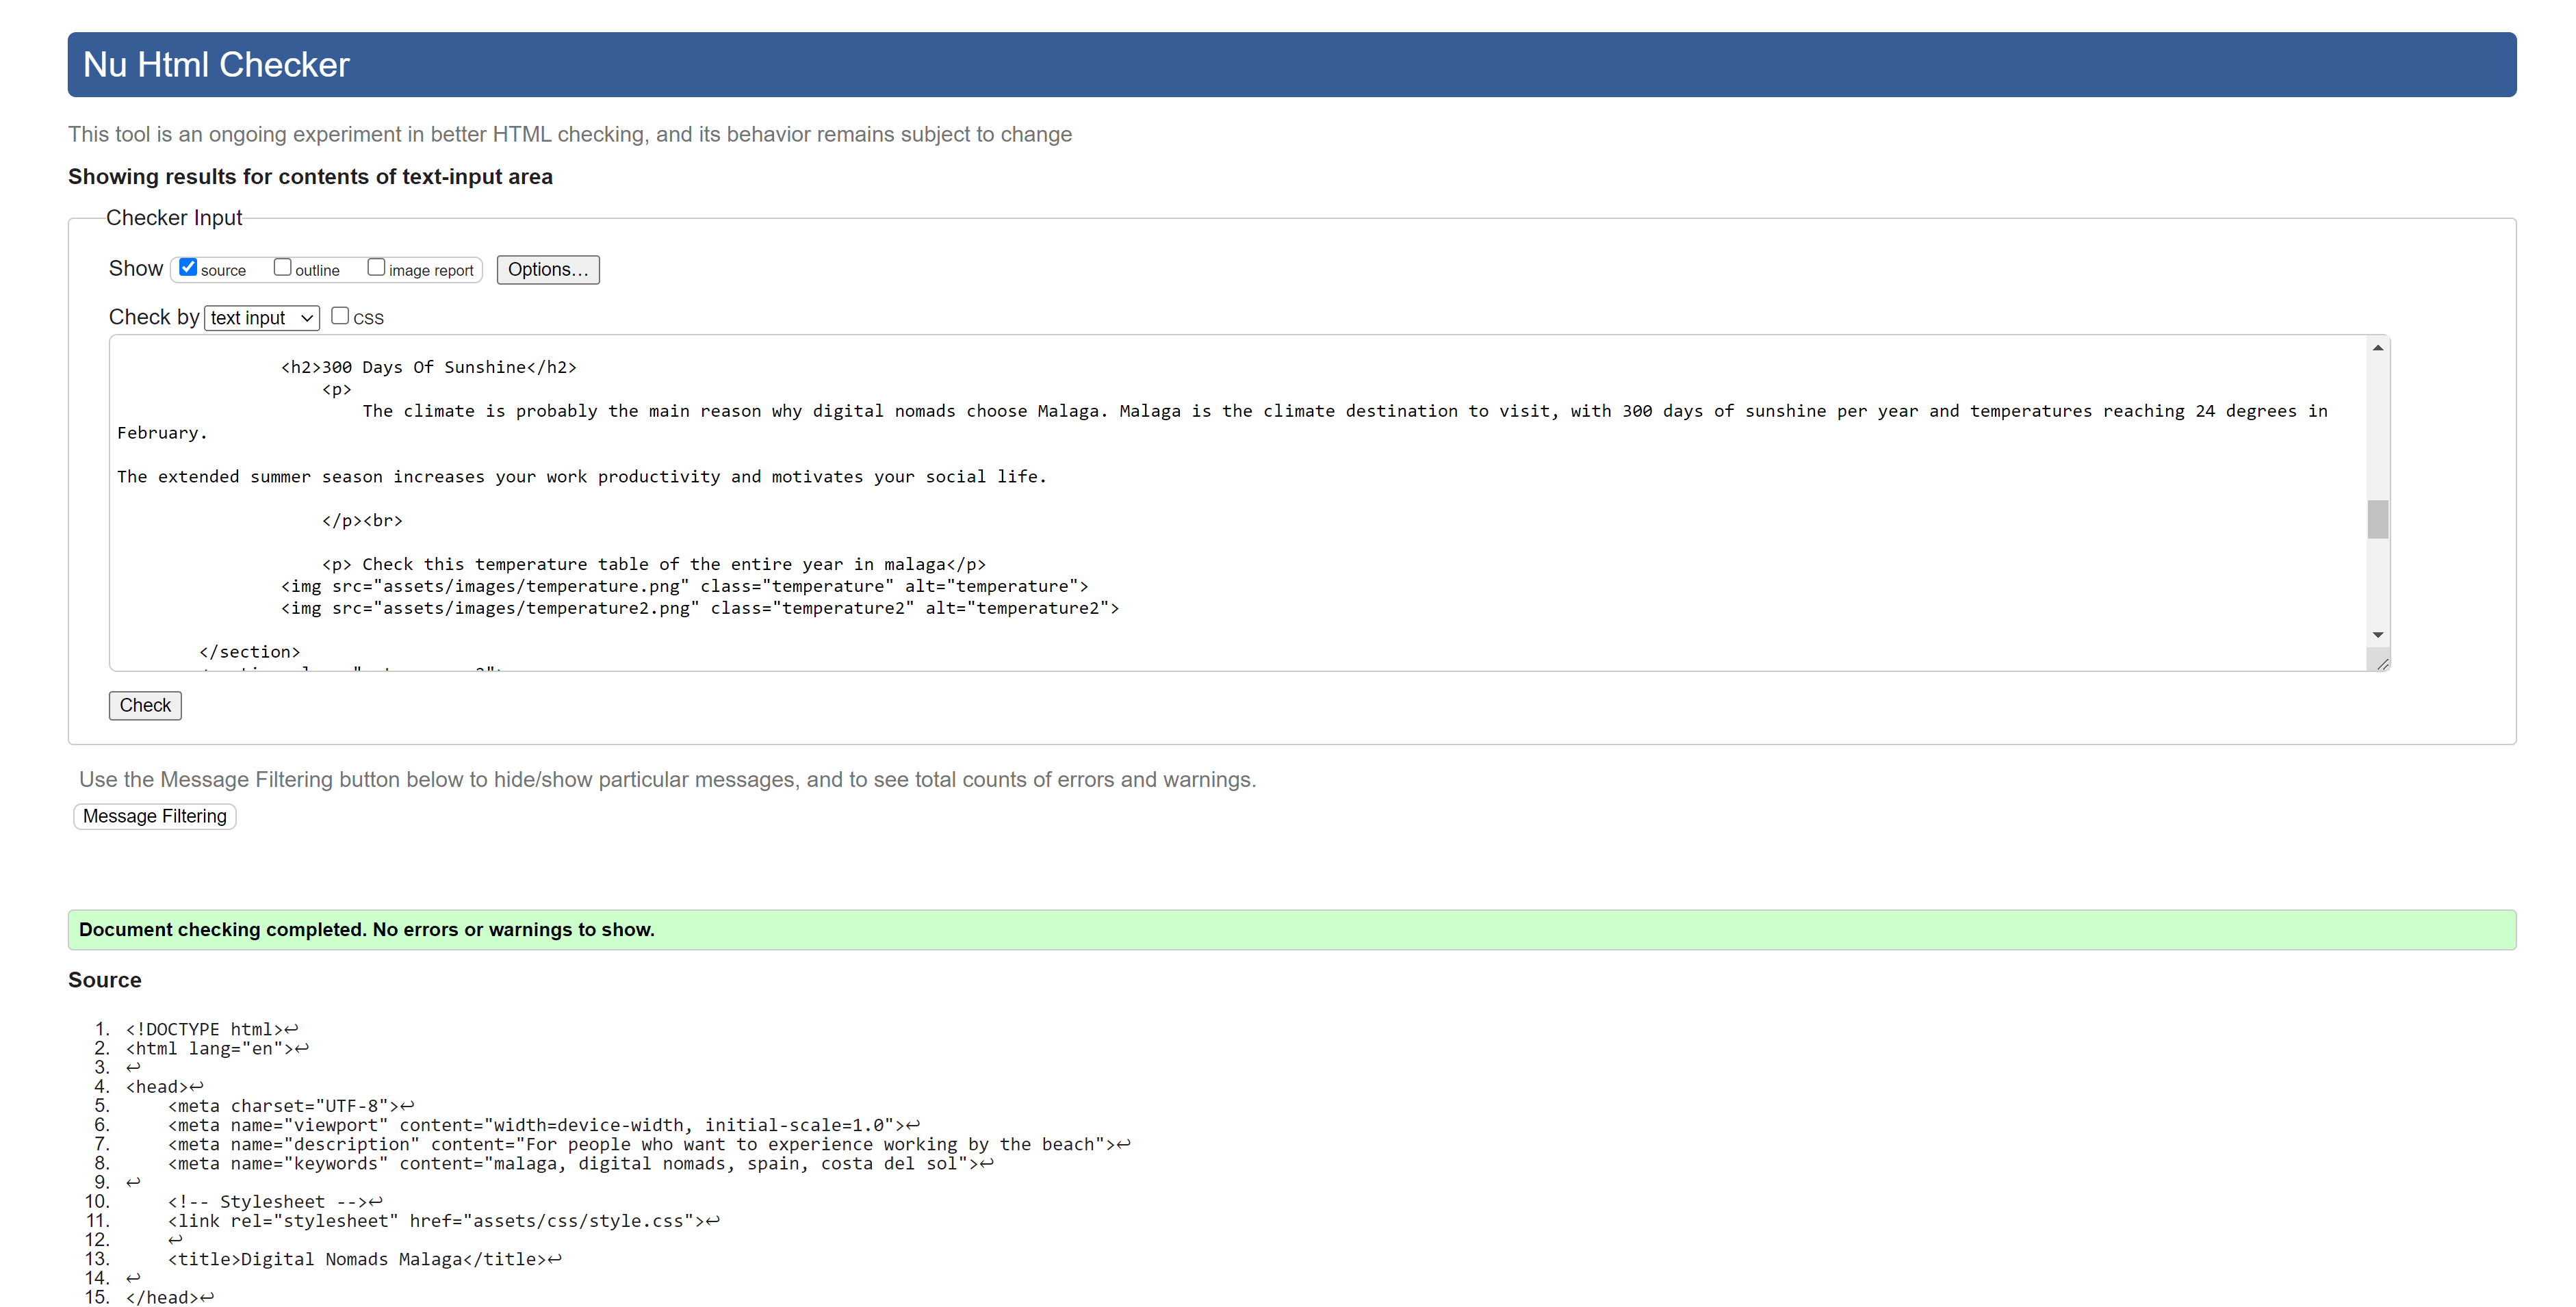 Nu Html Checker
This tool is an ongoing experiment in better HTML checking, and its behavior remains subject to change
Showing results for contents of text-input area
Checker Input
Show source outline image report Options...
Check by text input css
<h2>300 Days Of Sunshine</h2>
<p>
The climate is probably the main reason why digital nomads choose Malaga. Malaga is the climate destination to visit, with 300 days of sunshine per year and temperatures reaching 24 degrees in
February.
The extended summer season increases your work productivity and motivates your social life.
</p><br>
<p> Check this temperature table of the entire year in malaga</p>
<img src="assets/images/temperature.png" class="temperature" alt="temperature">
<img src="assets/images/temperature2.png" class="temperature2" alt="temperature2">
</section>
Check
Use the Message Filtering button below to hide/show particular messages, and to see total counts of errors and warnings.
Message Filtering
Document checking completed. No errors or warnings to show.
Source
1. <!DOCTYPE html>↩
2. <html lang="en">↩
3. ↩
4. <head>↩
5. <meta charset="UTF-8">↩
6. <meta name="viewport" content="width=device-width, initial-scale=1.0">↩
7. <meta name="description" content="For people who want to experience working by the beach">↩
8. <meta name="keywords" content="malaga, digital nomads, spain, costa del sol">↩
9. ↩
10. <!-- Stylesheet -->↩
11. <link rel="stylesheet" href="assets/css/style.css">↩
12. ↩
13. <title>Digital Nomads Malaga</title>↩
14. ↩
15. </head>↩